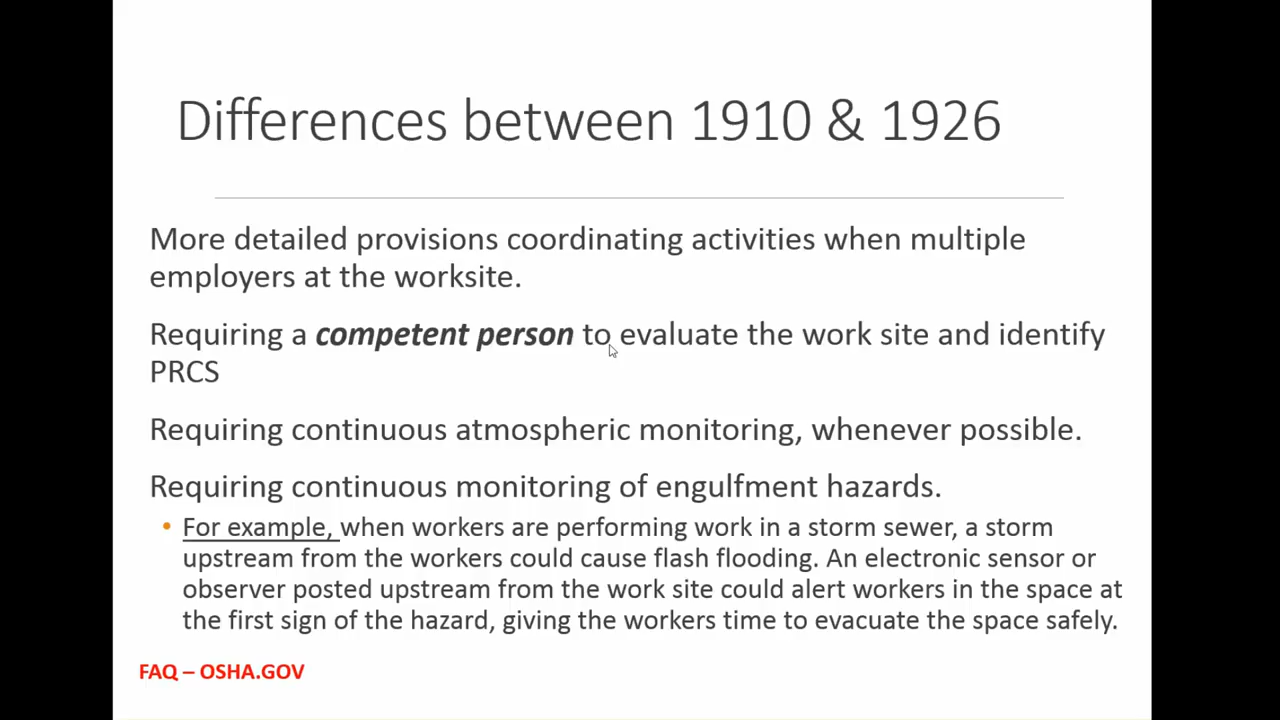 Differences between 1910 & 1926
More detailed provisions coordinating activities when multiple
employers at the worksite.
Requiring a competent person to evaluate the work site and identify
PRCS
Requiring continuous atmospheric monitoring, whenever possible.
Requiring continuous monitoring of engulfment hazards.
• For example, when workers are performing work in a storm sewer, a storm
upstream from the workers could cause flash flooding. An electronic sensor or
observer posted upstream from the work site could alert workers in the space at
the first sign of the hazard, giving the workers time to evacuate the space safely.
FAQ – OSHA.GOV